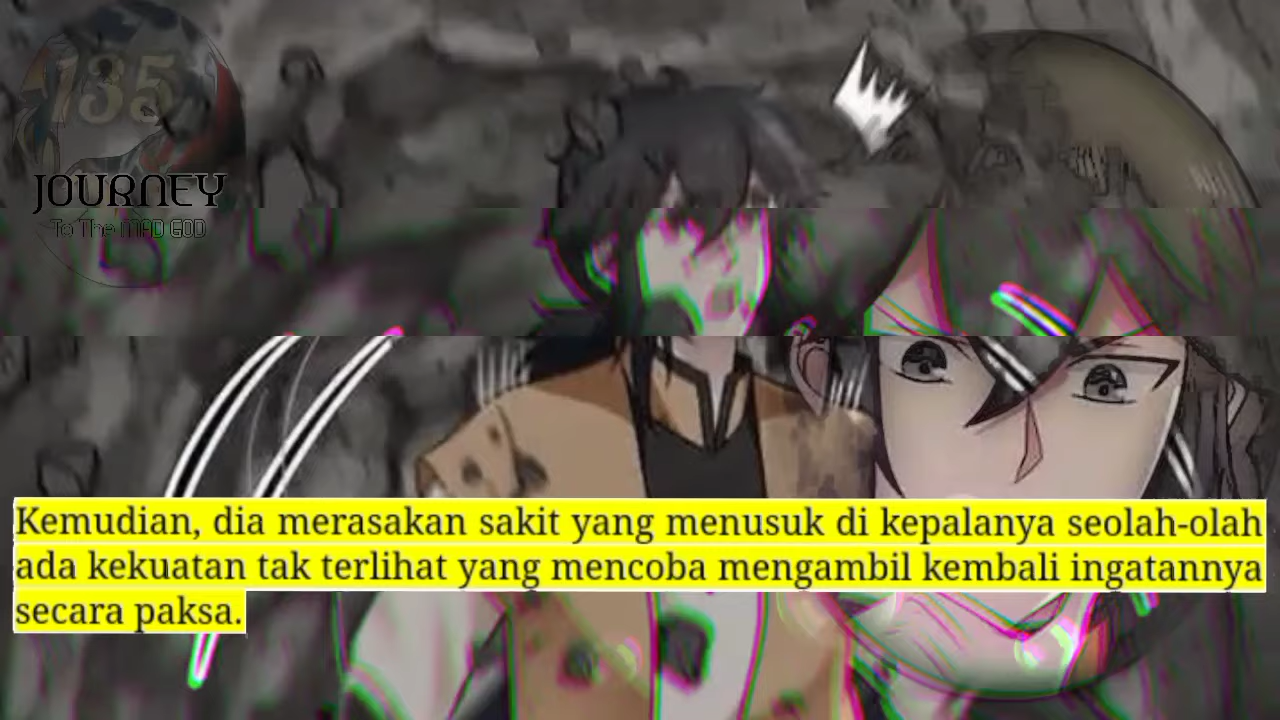 135
JOURNEY
To The MAD GOD
Kemudian, dia merasakan sakit yang menusuk di kepalanya seolah-olah
ada kekuatan tak terlihat yang mencoba mengambil kembali ingatannya
secara paksa.